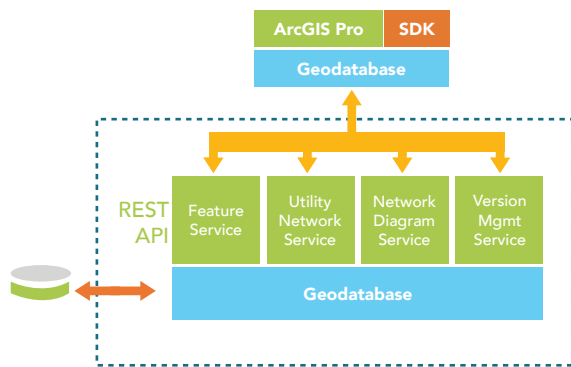 ArcGIS Pro
SDK
Geodatabase
REST
API
Feature
Service
Utility
Network
Service
Network
Diagram
Service
Version
Mgmt
Service
Geodatabase